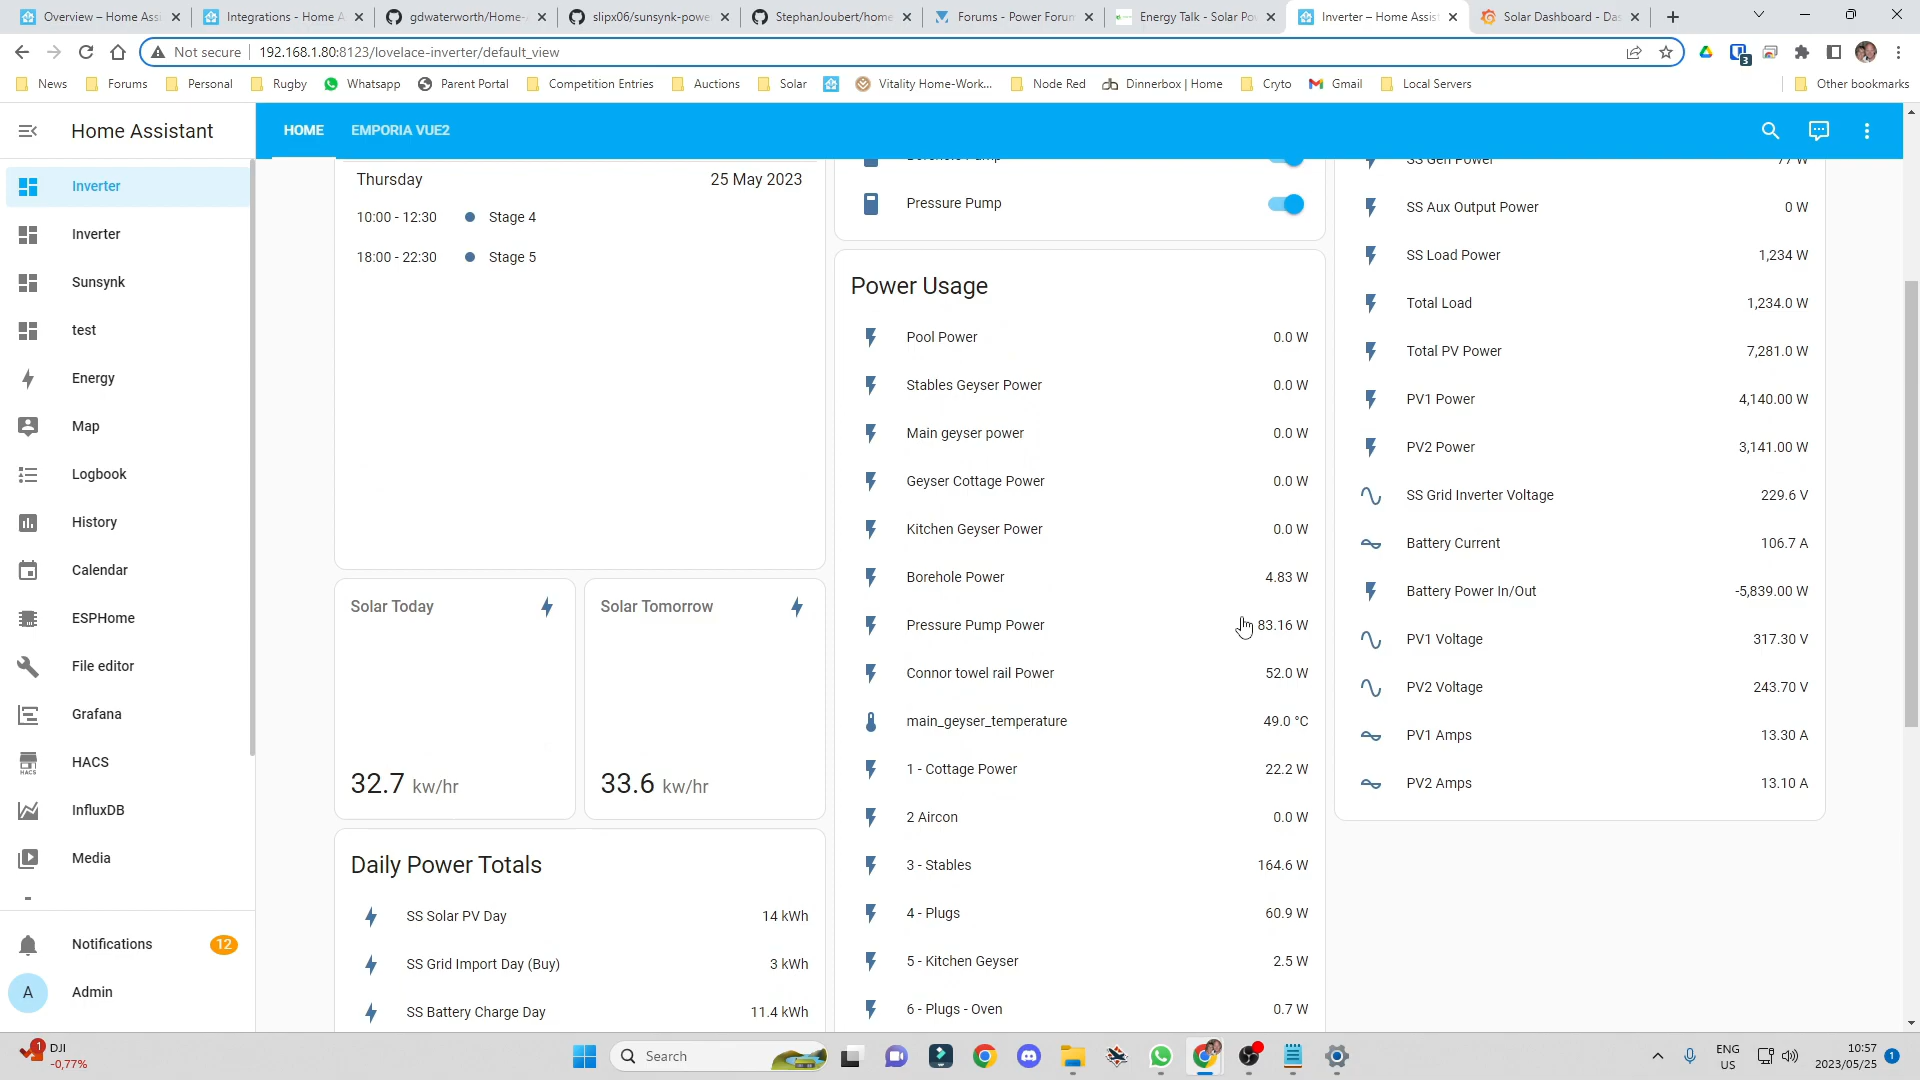 Overview – Home Assi
Integrations - Home A
gdwaterworth/Home-
slipx06/sunsynk-powe
StephanJoubert/home
Forums - Power Forum
Energy Talk - Solar Po
Inverter – Home Assist
Solar Dashboard - Das
Not secure
192.168.1.80:8123/lovelace-inverter/default_view
3
News
Forums
Personal
Rugby
Whatsapp
Parent Portal
Competition Entries
Auctions
Solar
Vitality Home-Work...
Node Red
Dinnerbox | Home
Cryto
Gmail
Local Servers
Other bookmarks
Home Assistant
HOME
EMPORIA VUE2
Inverter
Inverter
Sunsynk
test
Energy
Map
Logbook
History
Calendar
ESPHome
File editor
Grafana
HACS
HACS
InfluxDB
Media
Notifications 12
A Admin
Thursday 25 May 2023
10:00 - 12:30 Stage 4
18:00 - 22:30 Stage 5
Solar Today
32.7 kw/hr
Solar Tomorrow
33.6 kw/hr
Daily Power Totals
SS Solar PV Day 14 kWh
SS Grid Import Day (Buy) 3 kWh
SS Battery Charge Day 11.4 kWh
Pressure Pump
Power Usage
Pool Power 0.0 W
Stables Geyser Power 0.0 W
Main geyser power 0.0 W
Geyser Cottage Power 0.0 W
Kitchen Geyser Power 0.0 W
Borehole Power 4.83 W
Pressure Pump Power 83.16 W
Connor towel rail Power 52.0 W
main_geyser_temperature 49.0 °C
1 - Cottage Power 22.2 W
2 Aircon 0.0 W
3 - Stables 164.6 W
4 - Plugs 60.9 W
5 - Kitchen Geyser 2.5 W
6 - Plugs - Oven 0.7 W
SS Gen Power 77 W
SS Aux Output Power 0 W
SS Load Power 1,234 W
Total Load 1,234.0 W
Total PV Power 7,281.0 W
PV1 Power 4,140.00 W
PV2 Power 3,141.00 W
SS Grid Inverter Voltage 229.6 V
Battery Current 106.7 A
Battery Power In/Out -5,839.00 W
PV1 Voltage 317.30 V
PV2 Voltage 243.70 V
PV1 Amps 13.30 A
PV2 Amps 13.10 A
1
DJI
-0,77%
Search
ENG
US
10:57
2023/05/25
1